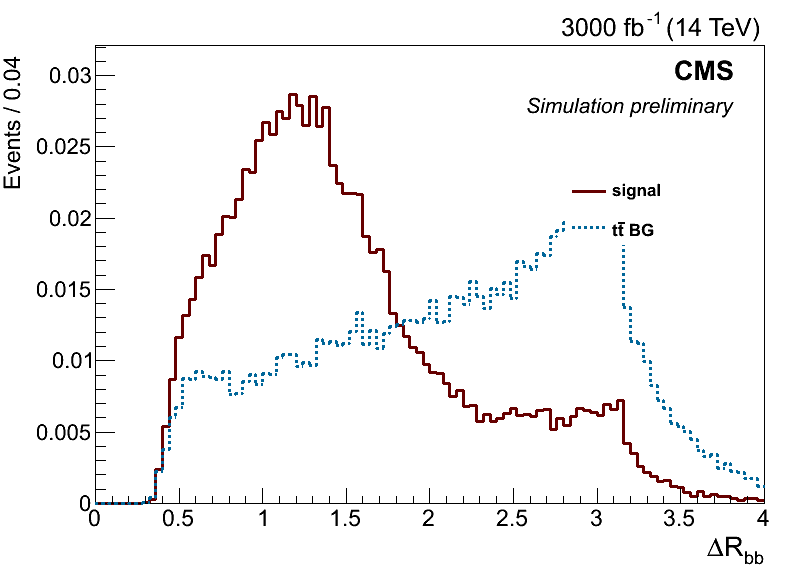 3000 fb⁻¹ (14 TeV)
Events / 0.04
CMS
Simulation preliminary
signal
tt̄ BG
0.03
0.025
0.02
0.015
0.01
0.005
0
0 0.5 1 1.5 2 2.5 3 3.5 4
ΔR_bb